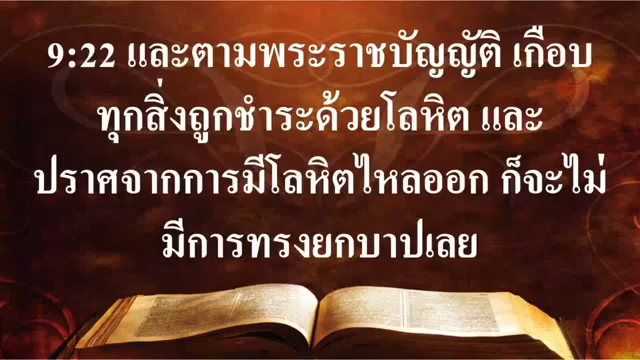 9:22 และตามพระราชบัญญัติ เกือบ
ทุกสิ่งถูกชำระด้วยโลหิต และ
ปราศจากการมีโลหิตไหลออก ก็จะไม่
มีการทรงยกบาปเลย